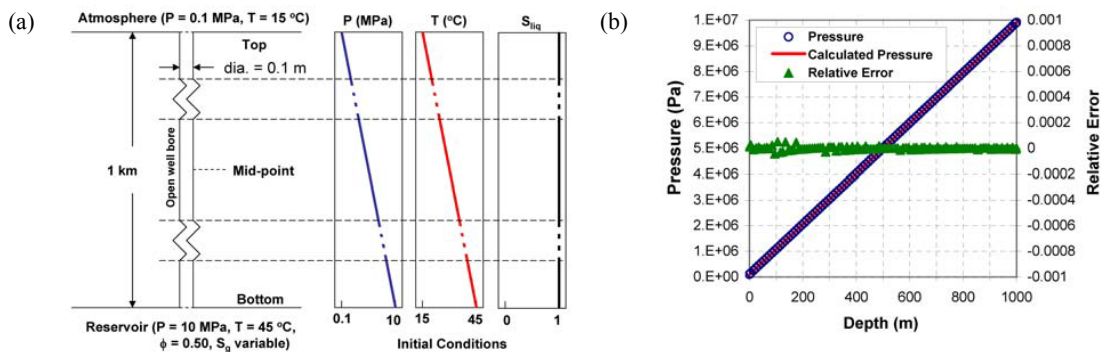 (a)
Atmosphere (P = 0.1 MPa, T = 15 °C)
Top
dia. = 0.1 m
Open well bore
1 km
Mid-point
Bottom
Reservoir (P = 10 MPa, T = 45 °C,
ϕ = 0.50, Sg variable)
P (MPa)
T (°C)
Sliq
0.1
10
15
45
0
1
Initial Conditions
(b)
Pressure (Pa)
1.E+07
9.E+06
8.E+06
7.E+06
6.E+06
5.E+06
4.E+06
3.E+06
2.E+06
1.E+06
0.E+00
Pressure
Calculated Pressure
Relative Error
0.001
0.0008
0.0006
0.0004
0.0002
0
-0.0002
-0.0004
-0.0006
-0.0008
-0.001
Relative Error
0
200
400
600
800
1000
Depth (m)